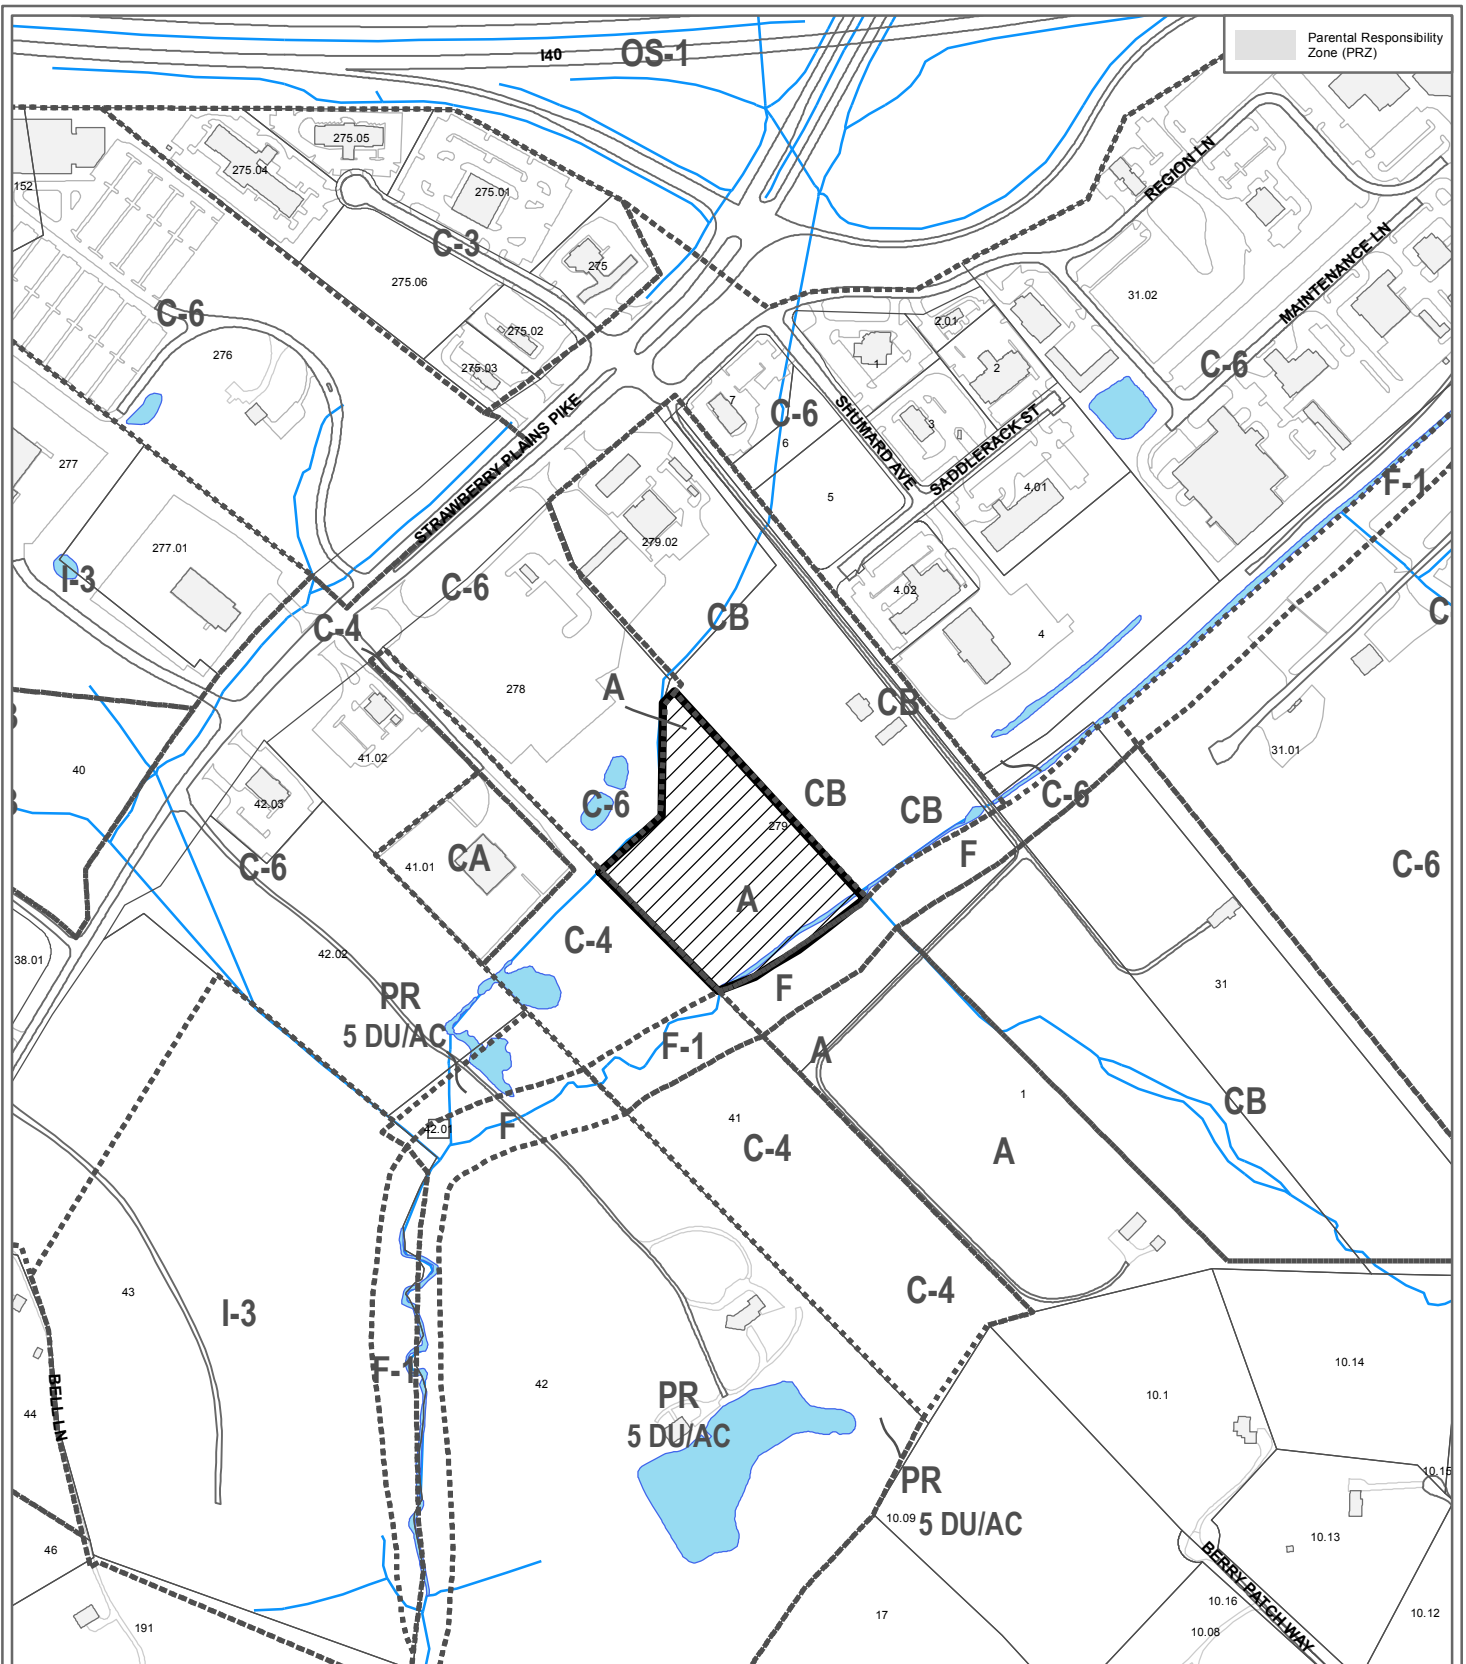 Parental Responsibility
Zone (PRZ)
I40
OS-1
275.05
275.04
275.01
152
C-3
275
275.06
REGION LN
MAINTENANCE LN
31.02
C-6
276
275.02
275.03
2.01
1
2
C-6
7
C-6
6
SHUMARD AVE
3
SADDLERACK ST
STRAWBERRY PLAINS PIKE
277
5
4.01
F-1
277.01
279.02
I-3
C-6
4.02
C-4
CB
C
4
278
A
CB
40
41.02
31.01
42.03
C-6
279
CB
CB
C-6
F
41.01
CA
C-6
C-6
A
38.01
42.02
C-4
31
PR
5 DU/AC
F
F-1
A
1
CB
42.01
F
41
C-4
A
43
I-3
C-4
F-1
42
10.14
10.1
BELL LN
44
PR
5 DU/AC
10.15
PR
5 DU/AC
10.09
10.13
46
BERRY PATCH WAY
10.16
10.12
17
191
10.08